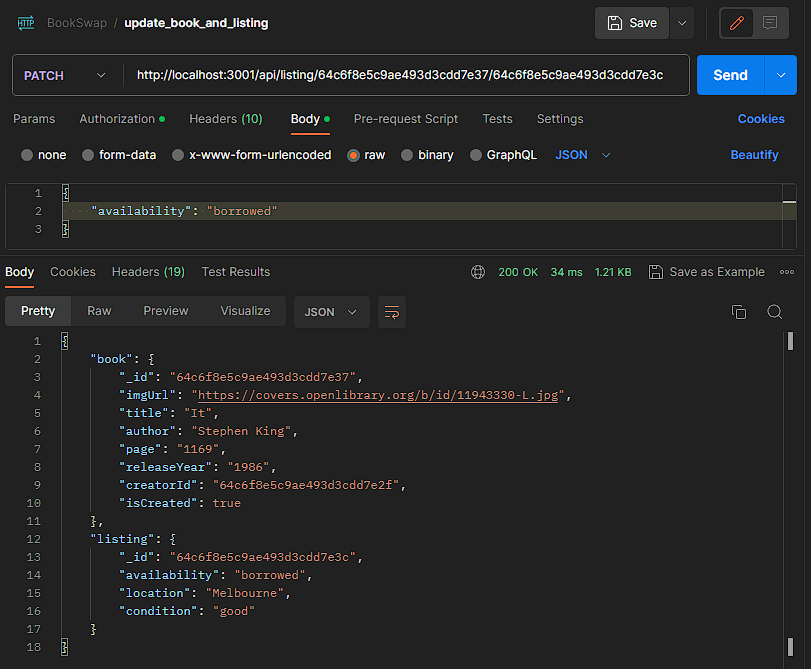 HTTP BookSwap / update_book_and_listing Save
PATCH http://localhost:3001/api/listing/64c6f8e5c9ae493d3cdd7e37/64c6f8e5c9ae493d3cdd7e3c Send
Params Authorization Headers (10) Body Pre-request Script Tests Settings Cookies
none form-data x-www-form-urlencoded raw binary GraphQL JSON Beautify
1 {
2 "availability": "borrowed"
3 }
Body Cookies Headers (19) Test Results 200 OK 34 ms 1.21 KB Save as Example
Pretty Raw Preview Visualize JSON
1 {
2 "book": {
3 "_id": "64c6f8e5c9ae493d3cdd7e37",
4 "imgUrl": "https://covers.openlibrary.org/b/id/11943330-L.jpg",
5 "title": "It",
6 "author": "Stephen King",
7 "page": "1169",
8 "releaseYear": "1986",
9 "creatorId": "64c6f8e5c9ae493d3cdd7e2f",
10 "isCreated": true
11 },
12 "listing": {
13 "_id": "64c6f8e5c9ae493d3cdd7e3c",
14 "availability": "borrowed",
15 "location": "Melbourne",
16 "condition": "good"
17 }
18 }